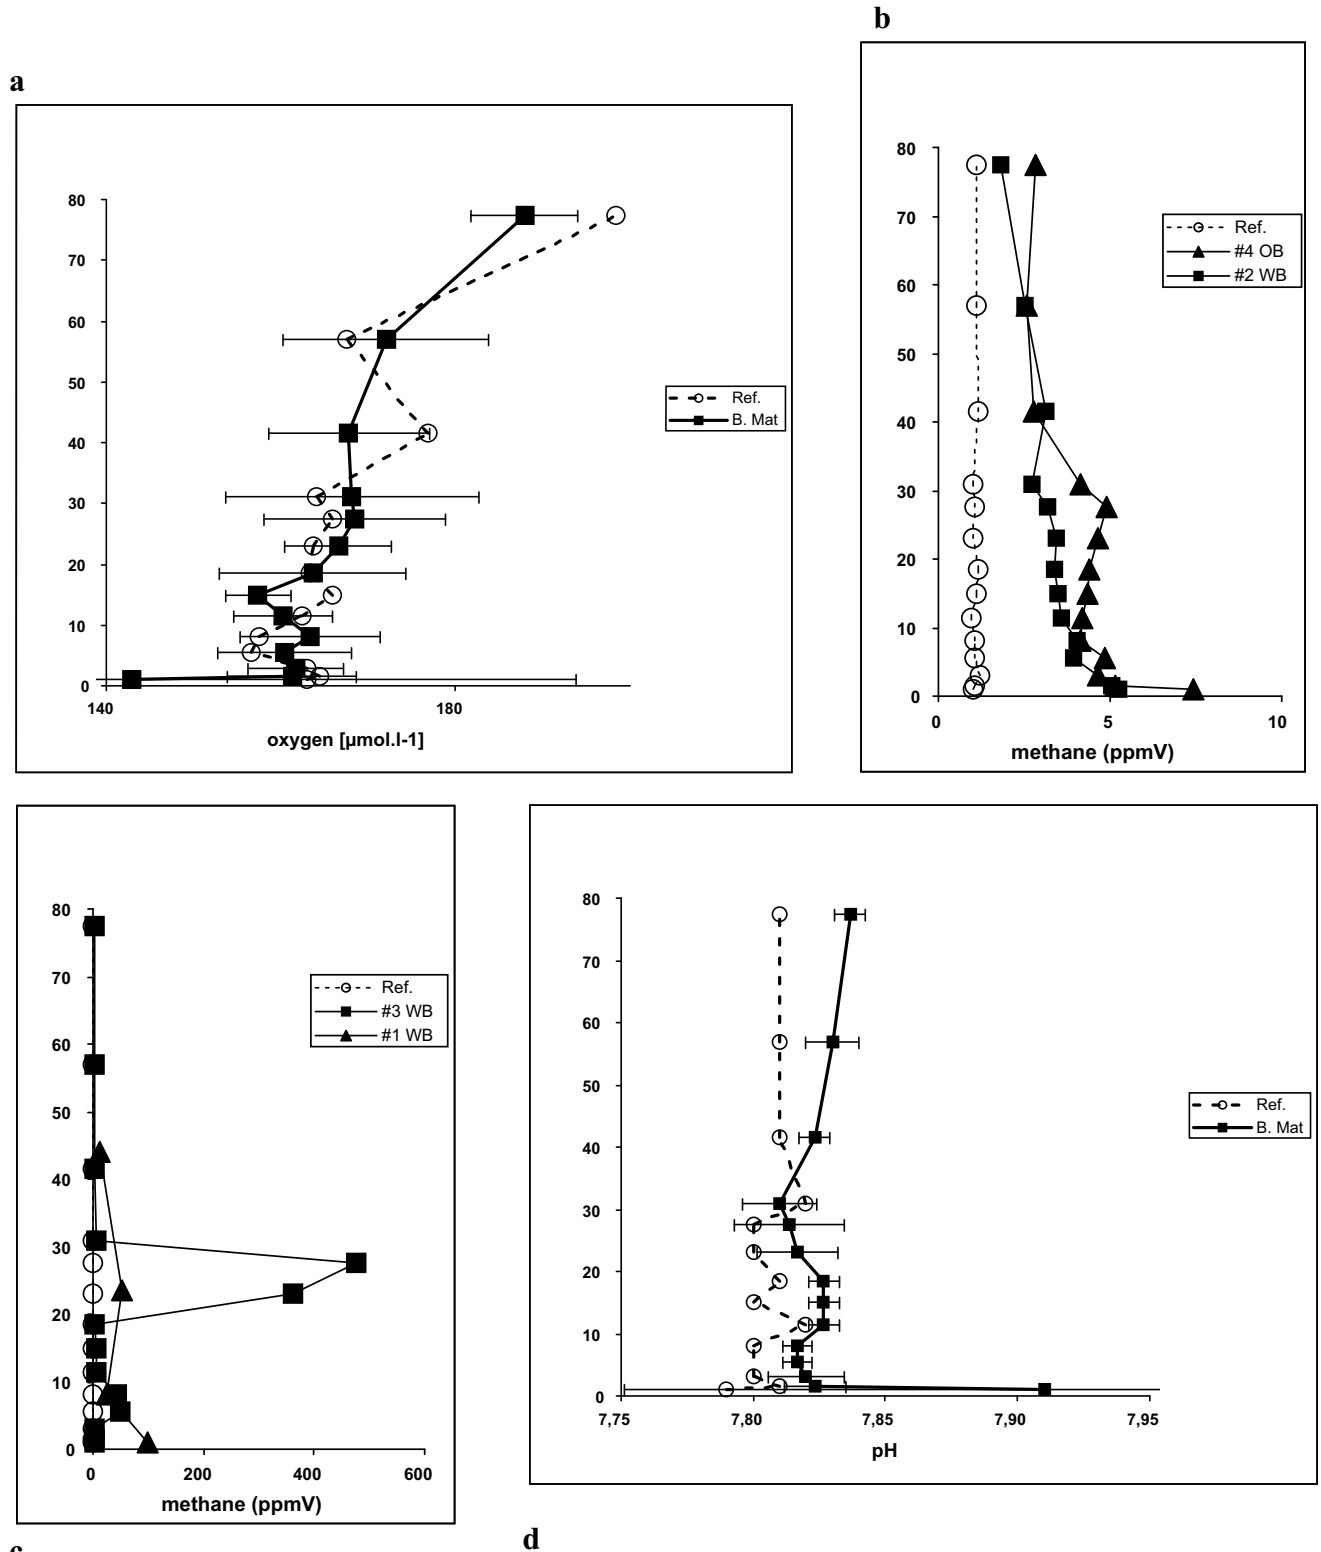 b
a
80
70
60
50
40
30
20
10
0
140
180
oxygen [µmol.l-1]
Ref.
B. Mat
80
70
60
50
40
30
20
10
0
0
5
10
methane (ppmV)
Ref.
#4 OB
#2 WB
80
70
60
50
40
30
20
10
0
0
200
400
600
methane (ppmV)
Ref.
#3 WB
#1 WB
80
70
60
50
40
30
20
10
0
7,75
7,80
7,85
7,90
7,95
pH
Ref.
B. Mat
c
d